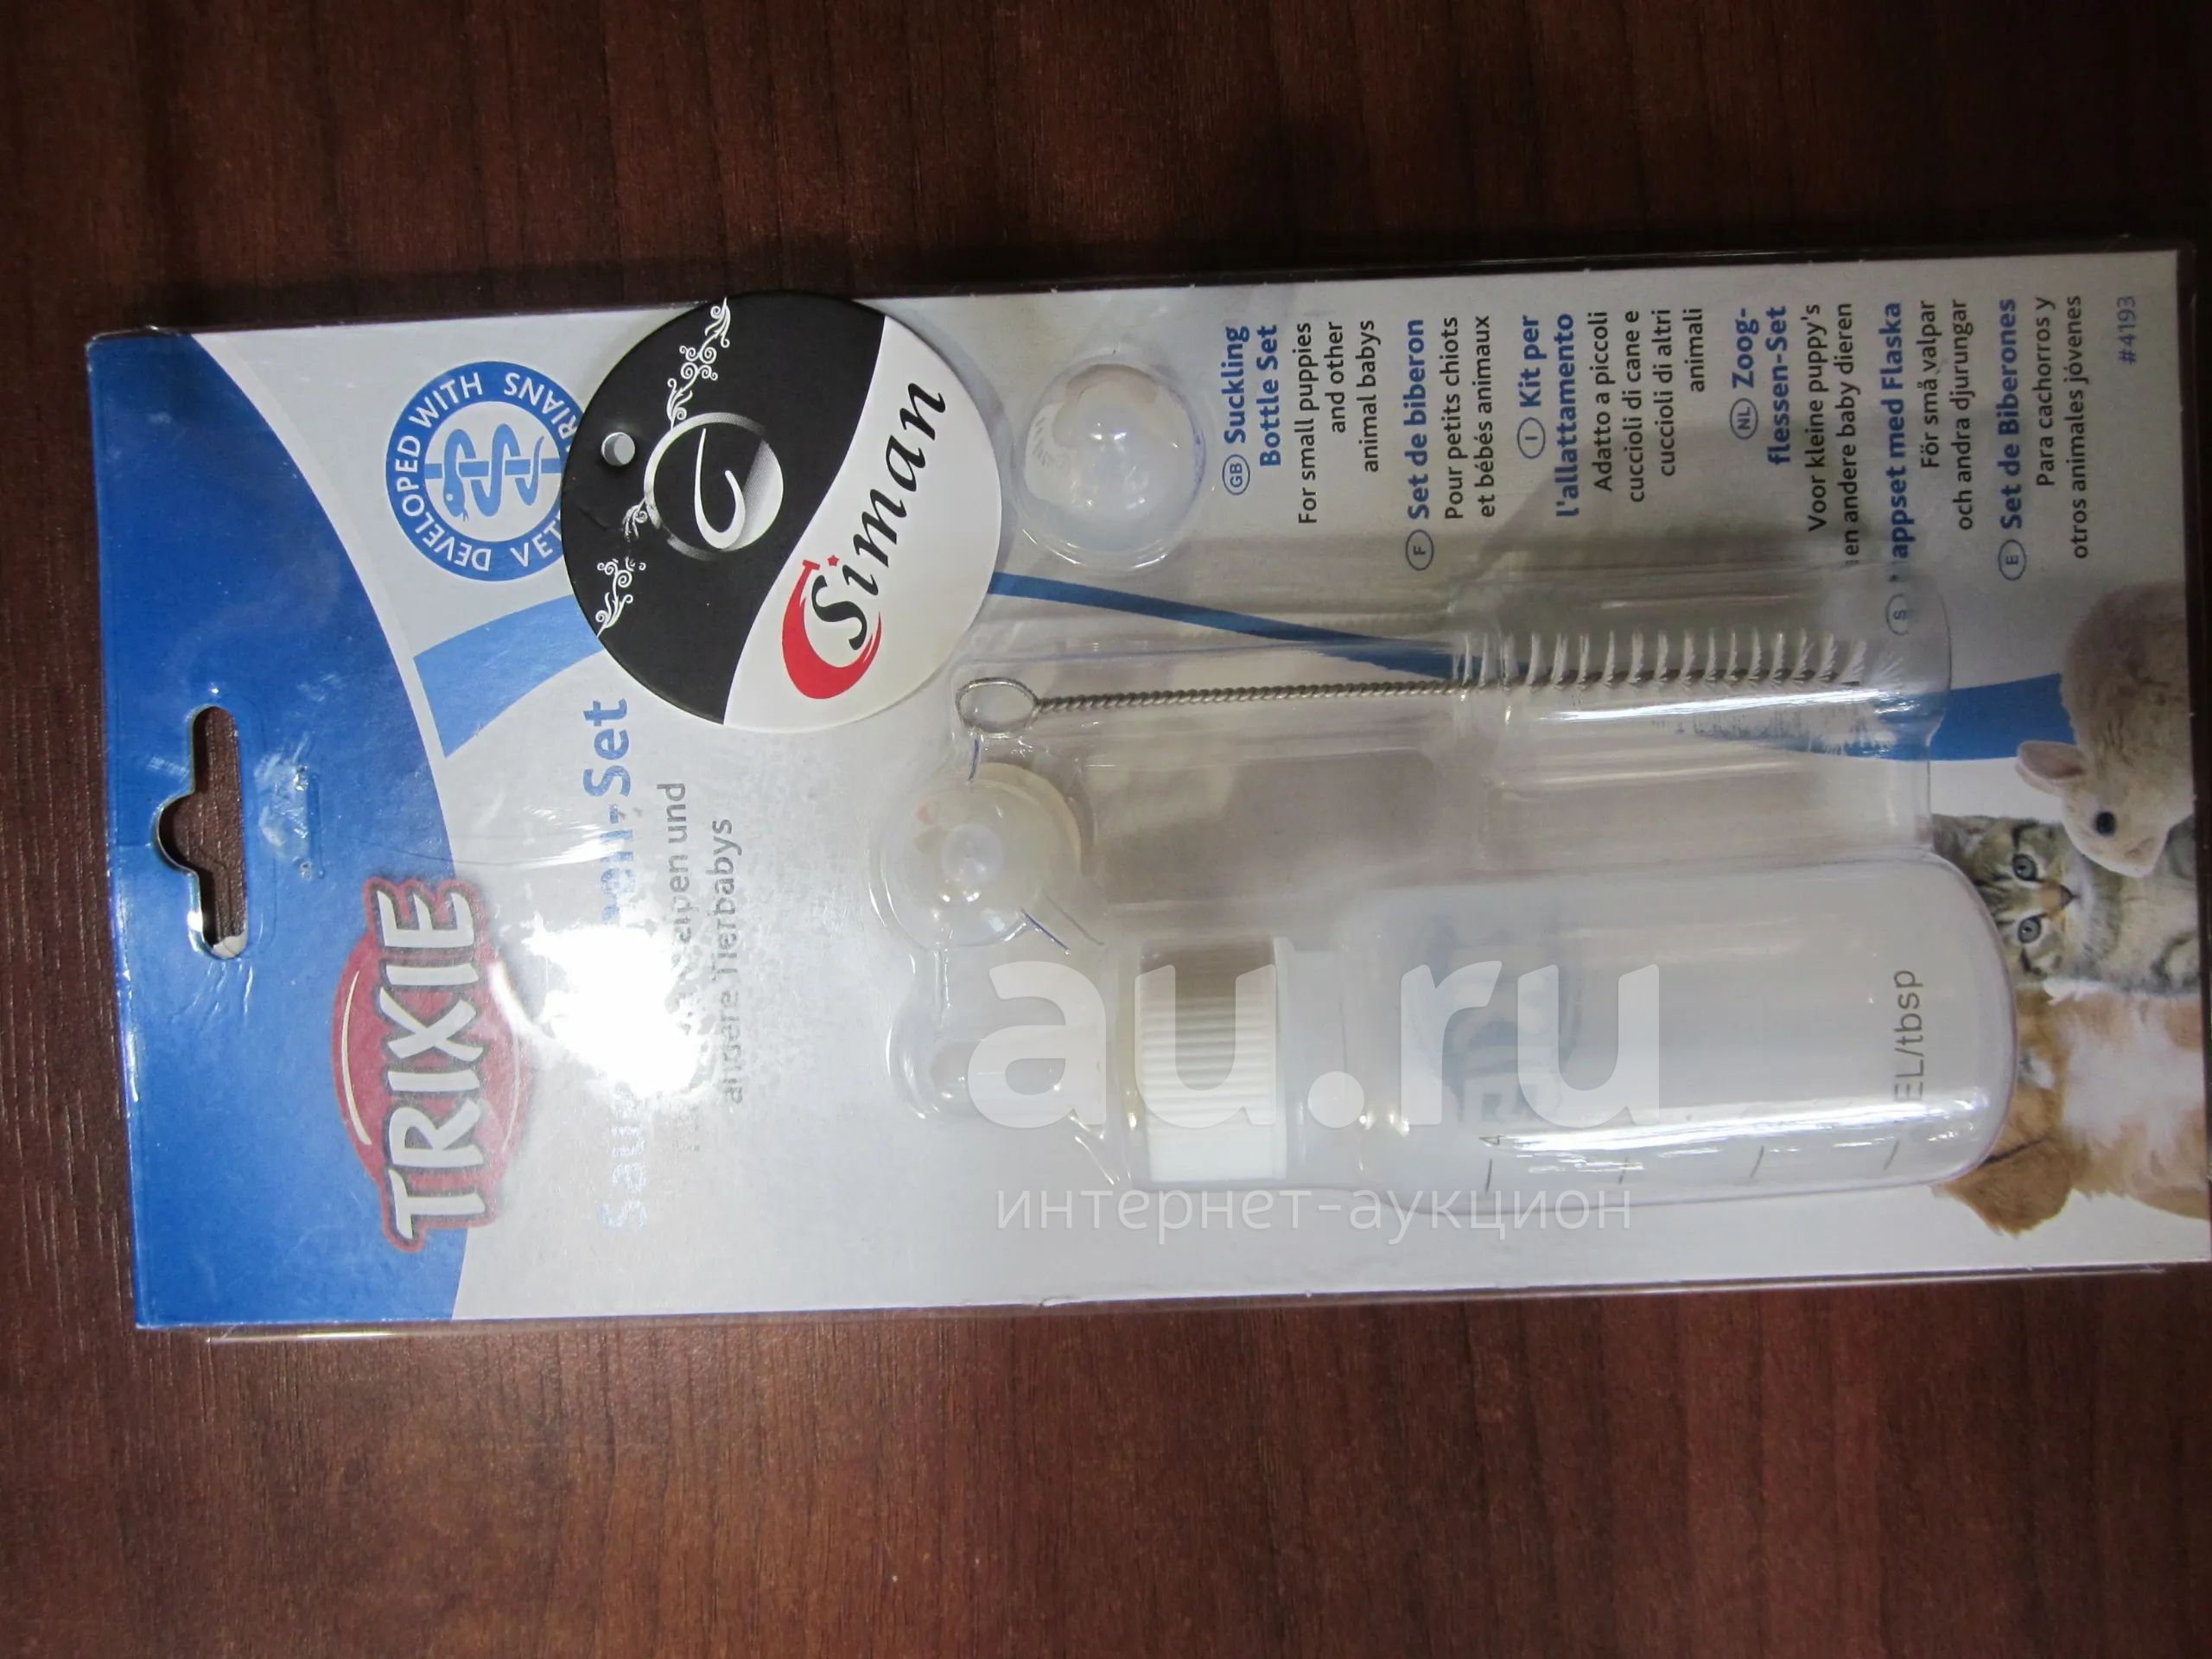 TRIXIE
DEVELOPED WITH
Siman
-Set
und
andere Tierbabys
GB Suckling
Bottle Set
For small puppies
and other
animal babys
F Set de biberon
Pour petits chiots
et bébés animaux
I Kit per
l'allattamento
Adatto a piccoli
cuccioli di cane e
cuccioli di altri
animali
NL Zoog-
flessen-Set
Voor kleine puppy's
en andere baby dieren
S appset med Flaska
För små valpar
och andra djurungar
E Set de Biberones
Para cachorros y
otros animales jóvenes
#4193
4
EL/tbsp
au.ru
интернет-аукцион